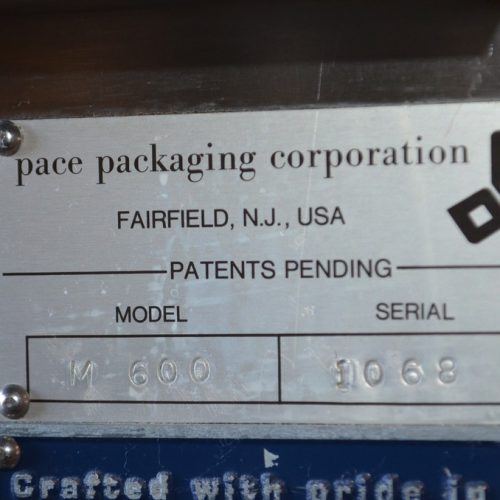 pace packaging corporation
FAIRFIELD, N.J., USA
PATENTS PENDING
MODEL SERIAL
M 600 1068
Crafted with pride in